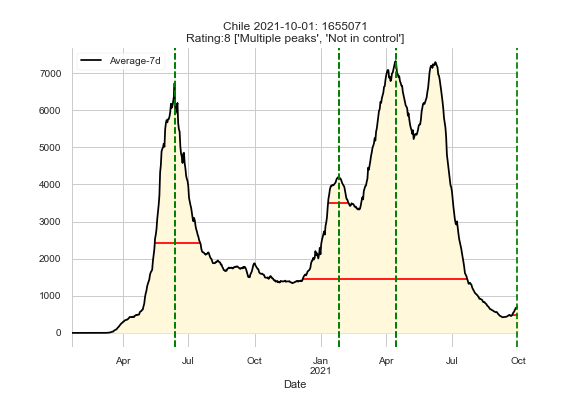 Chile 2021-10-01: 1655071
Rating:8 ['Multiple peaks', 'Not in control']
Average-7d
7000
6000
5000
4000
3000
2000
1000
0
Apr Jul Oct Jan Apr Jul Oct
2021
Date